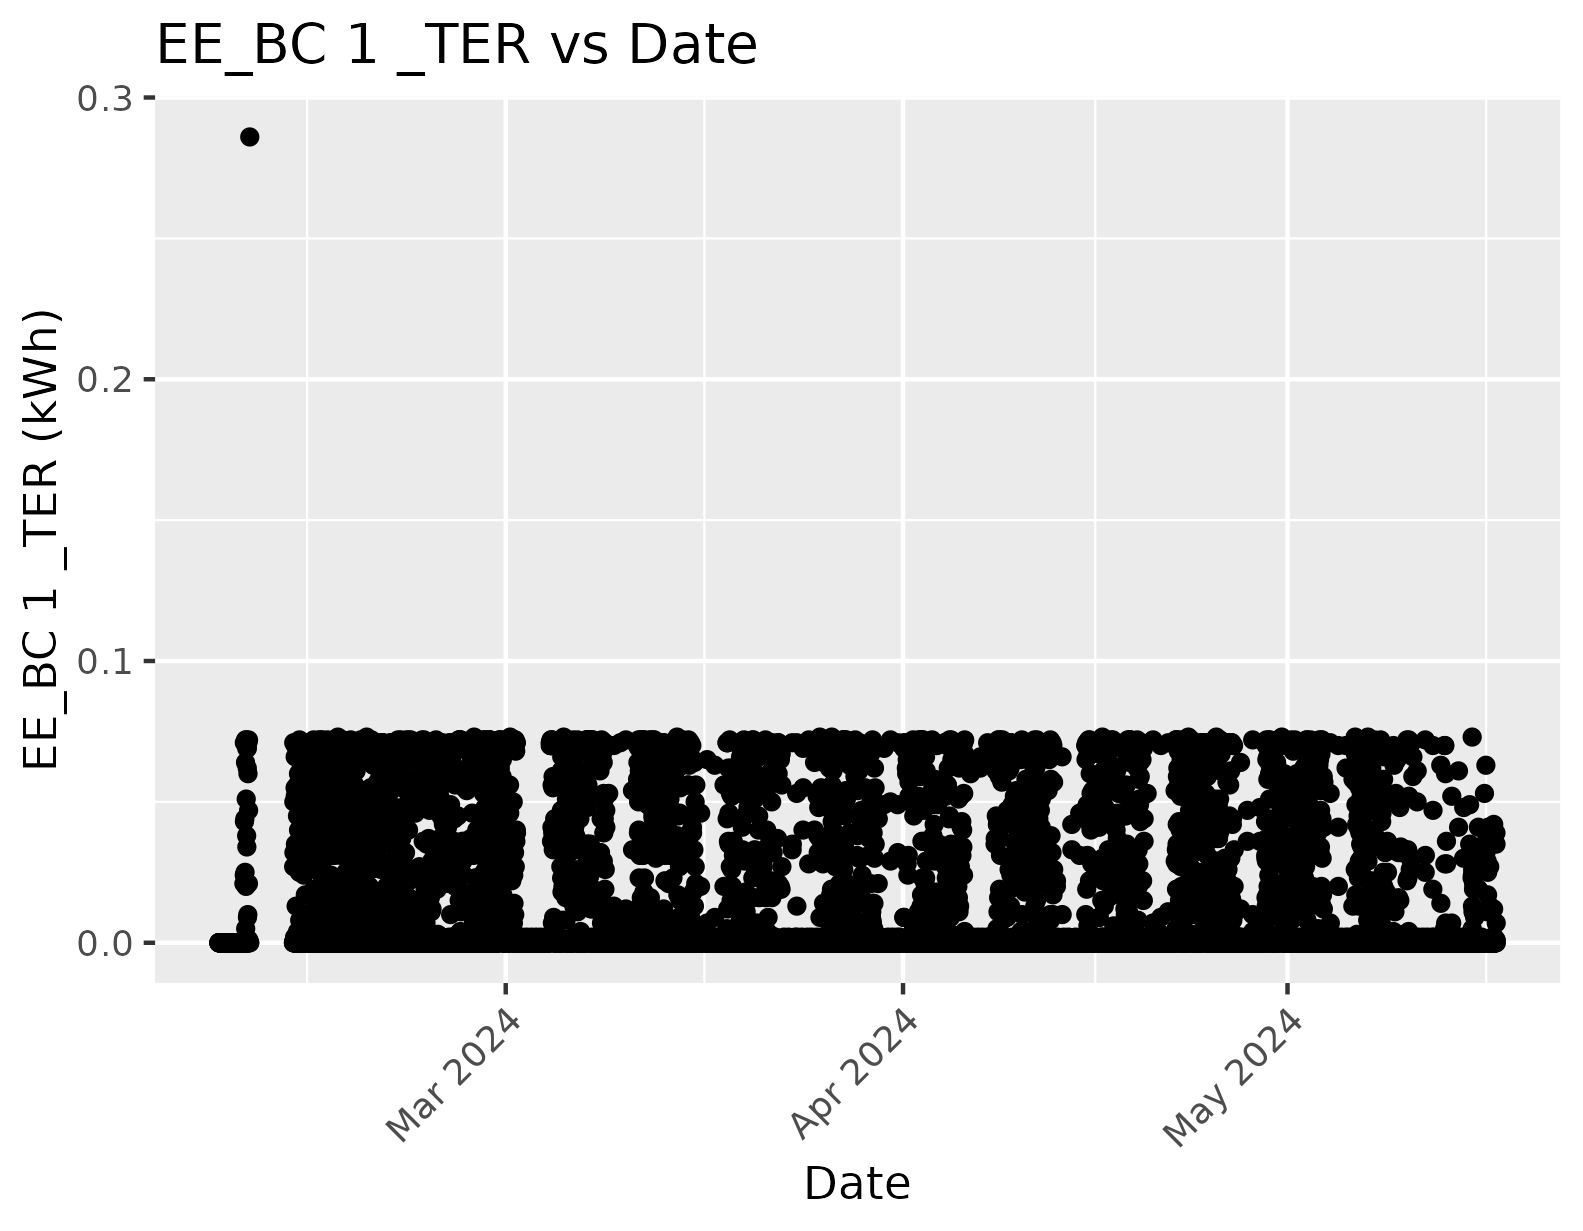 EE_BC 1 _TER vs Date
EE_BC 1 _TER (kWh)
0.3
0.2
0.1
0.0
Mar 2024
Apr 2024
May 2024
Date